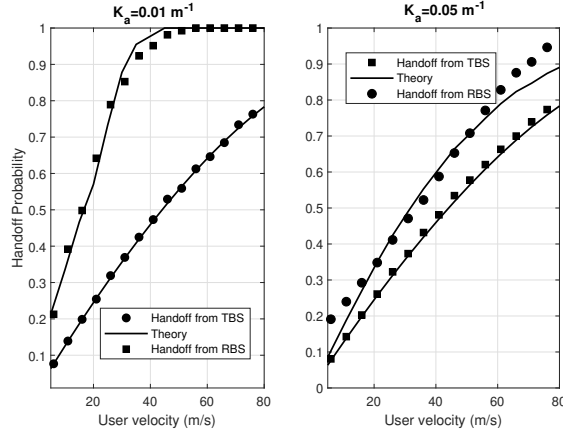 K_a=0.01 m^-1
K_a=0.05 m^-1
Handoff Probability
1
0.9
0.8
0.7
0.6
0.5
0.4
0.3
0.2
0.1
Handoff from TBS
Theory
Handoff from RBS
20 40 60 80
User velocity (m/s)
1
0.9
0.8
0.7
0.6
0.5
0.4
0.3
0.2
0.1
0
Handoff from TBS
Theory
Handoff from RBS
20 40 60 80
User velocity (m/s)